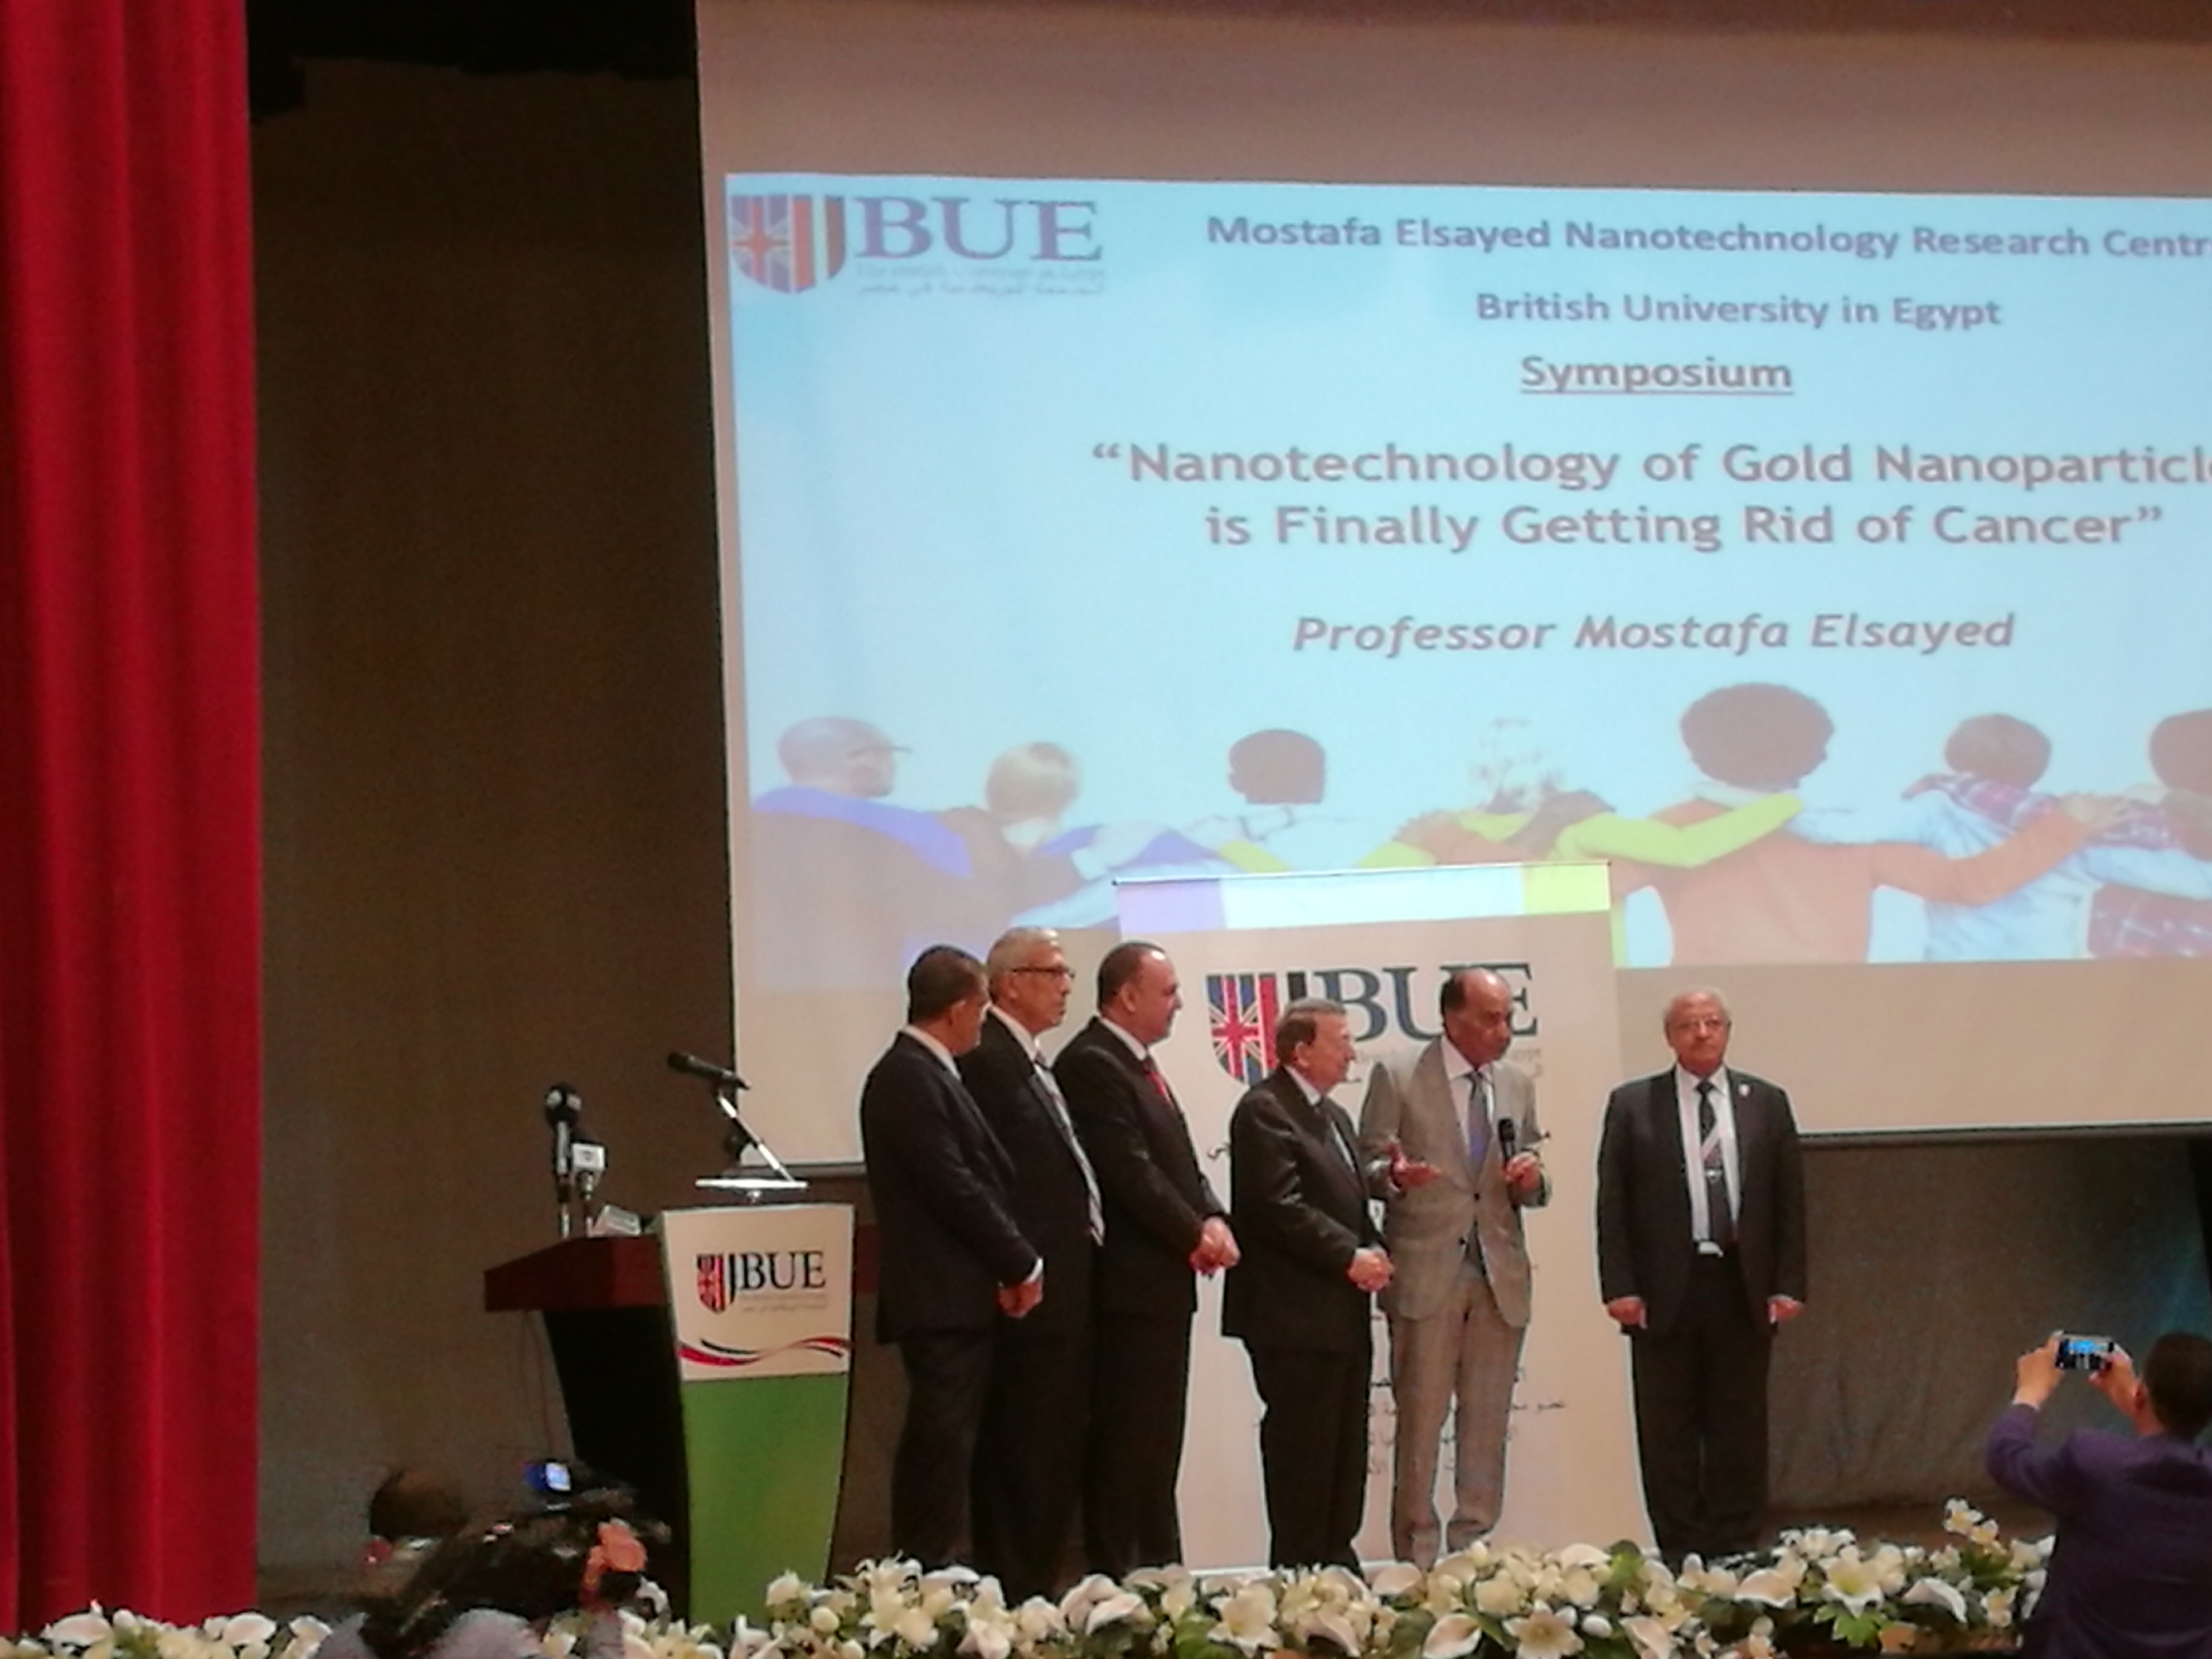 BUE
Mostafa Elsayed Nanotechnology Research Centr
British University in Egypt
Symposium
“Nanotechnology of Gold Nanoparticl
is Finally Getting Rid of Cancer”
Professor Mostafa Elsayed
BUE
BUE